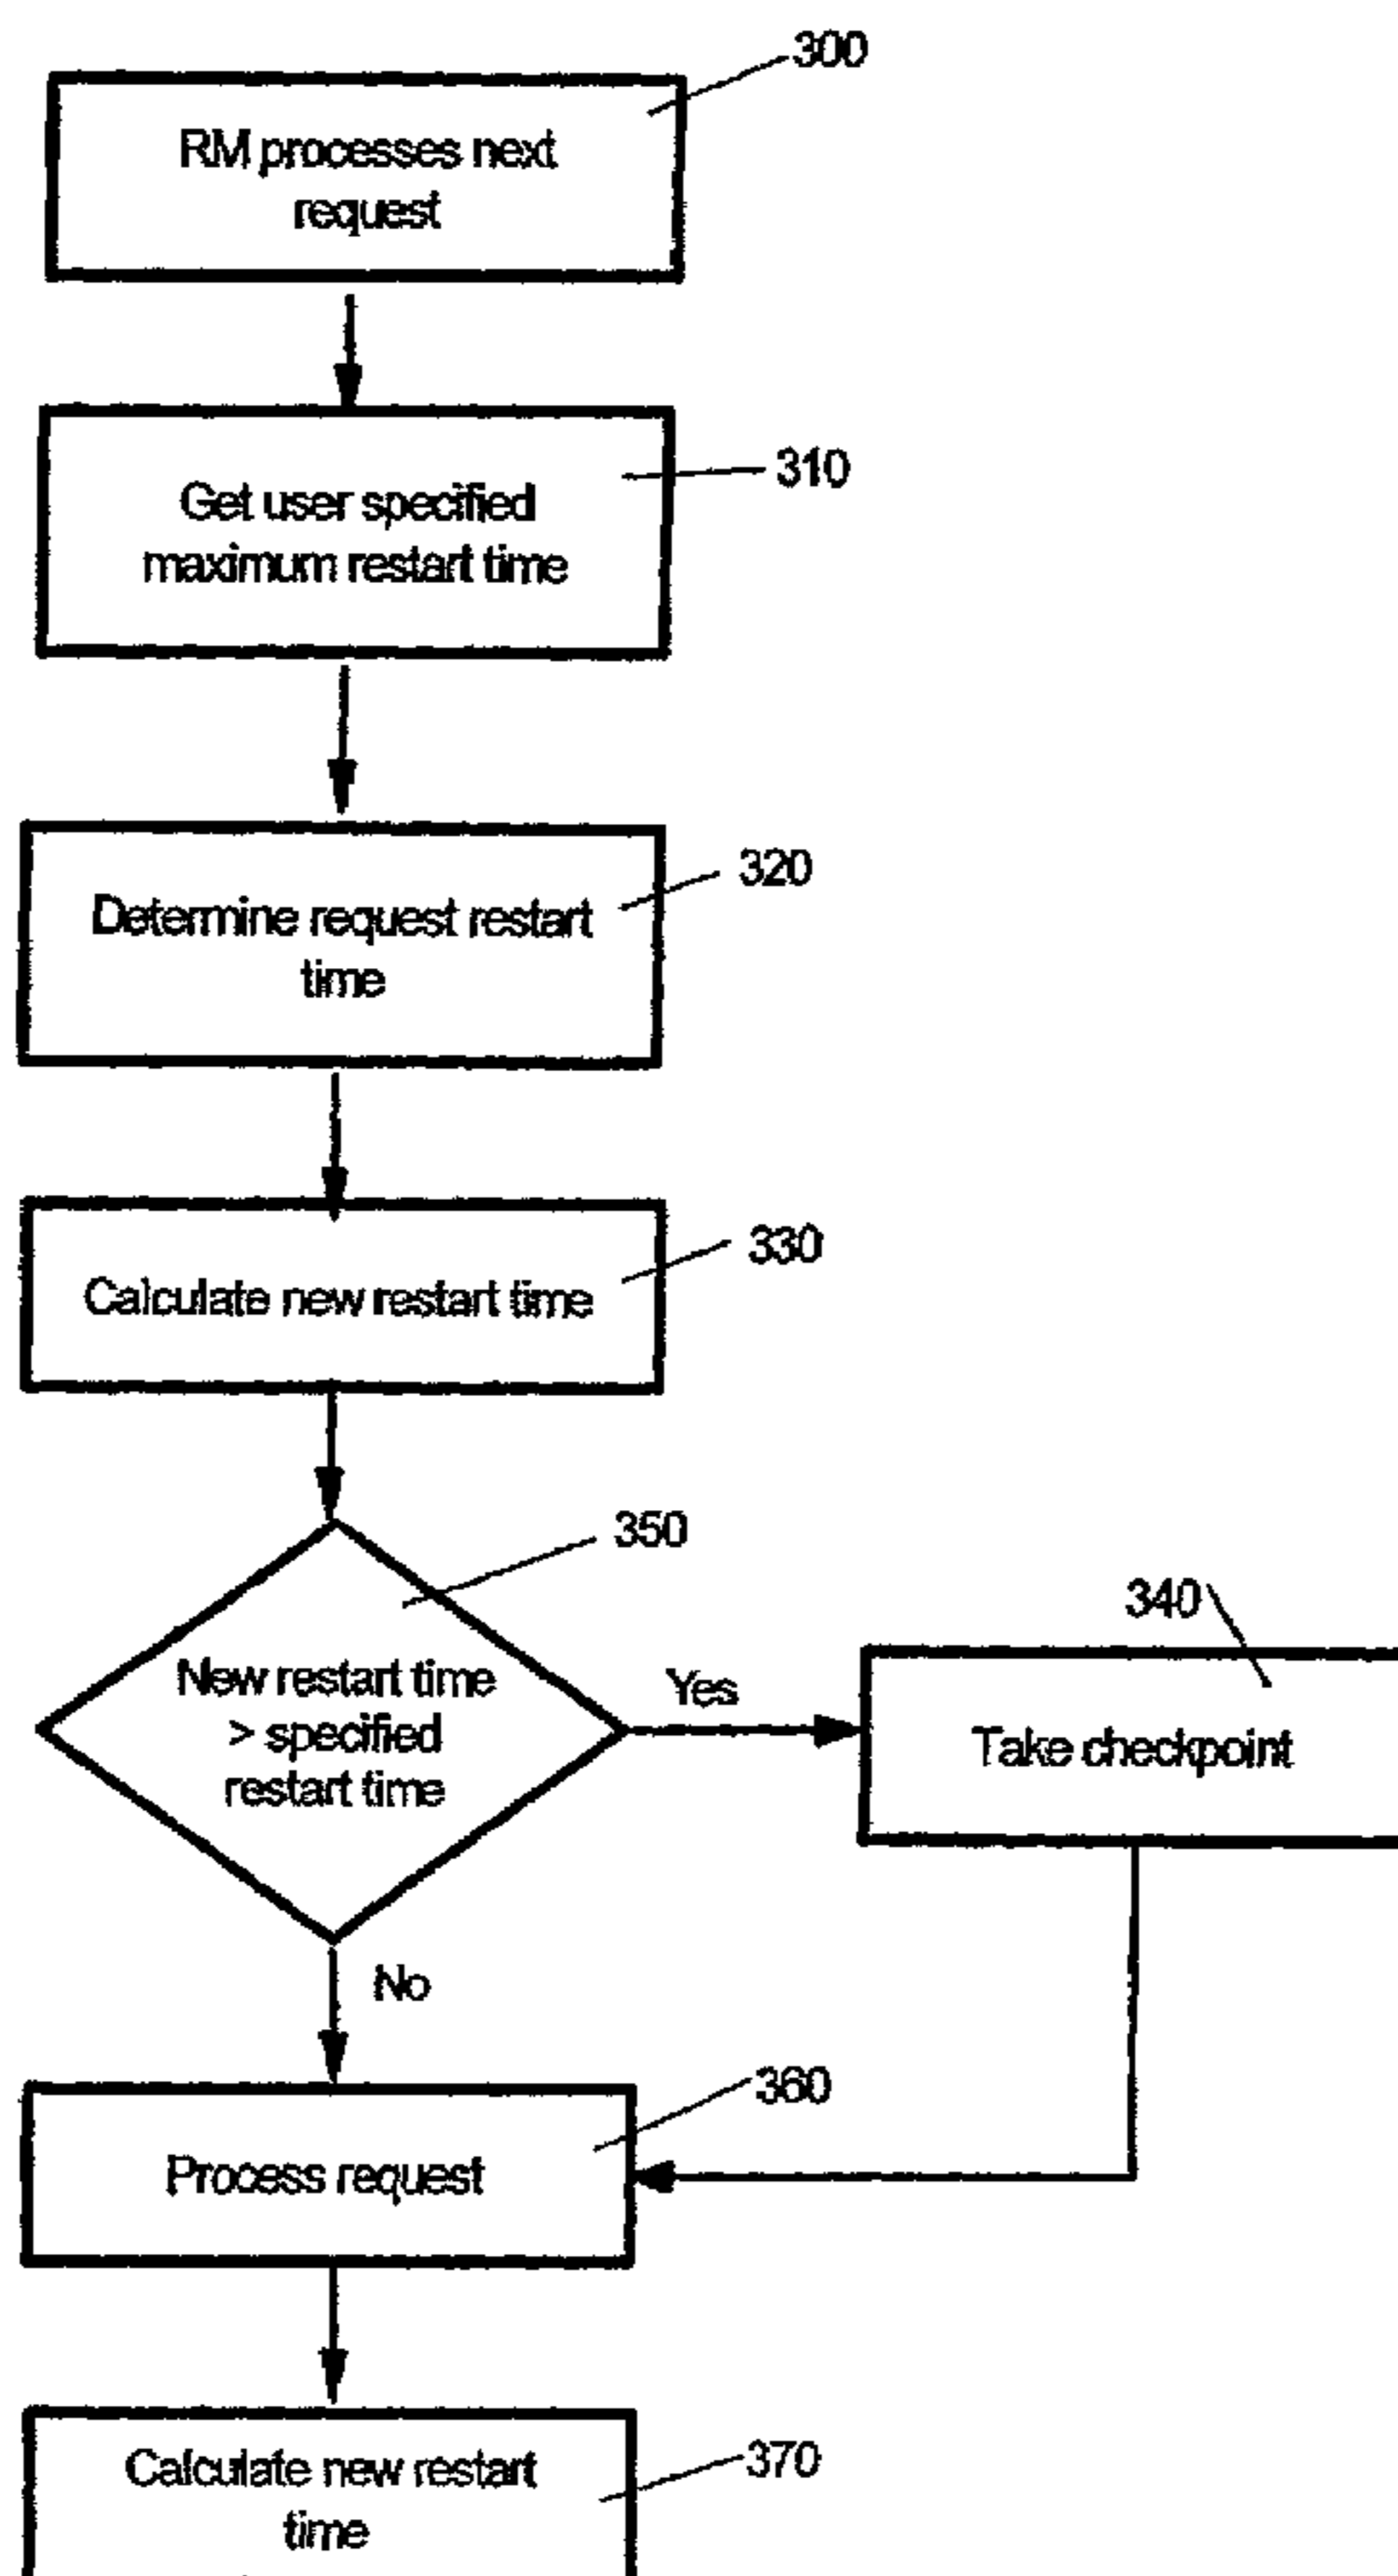 300
RM processes next
request
310
Get user specified
maximum restart time
320
Determine request restart
time
330
Calculate new restart time
350
New restart time
> specified
restart time
Yes
340
Take checkpoint
No
360
Process request
370
Calculate new restart
time